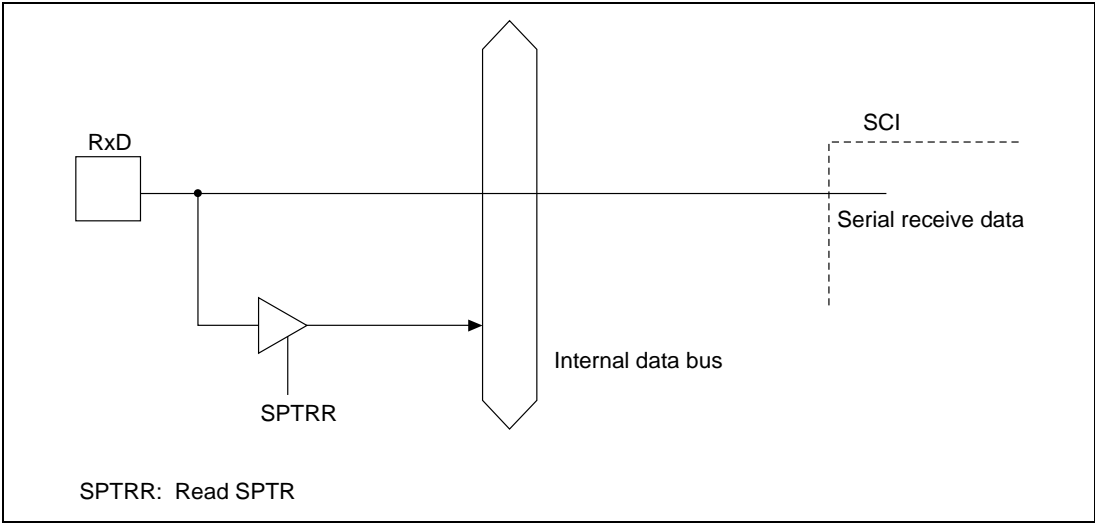 SCI
RxD
Serial receive data
Internal data bus
SPTRR
SPTRR: Read SPTR